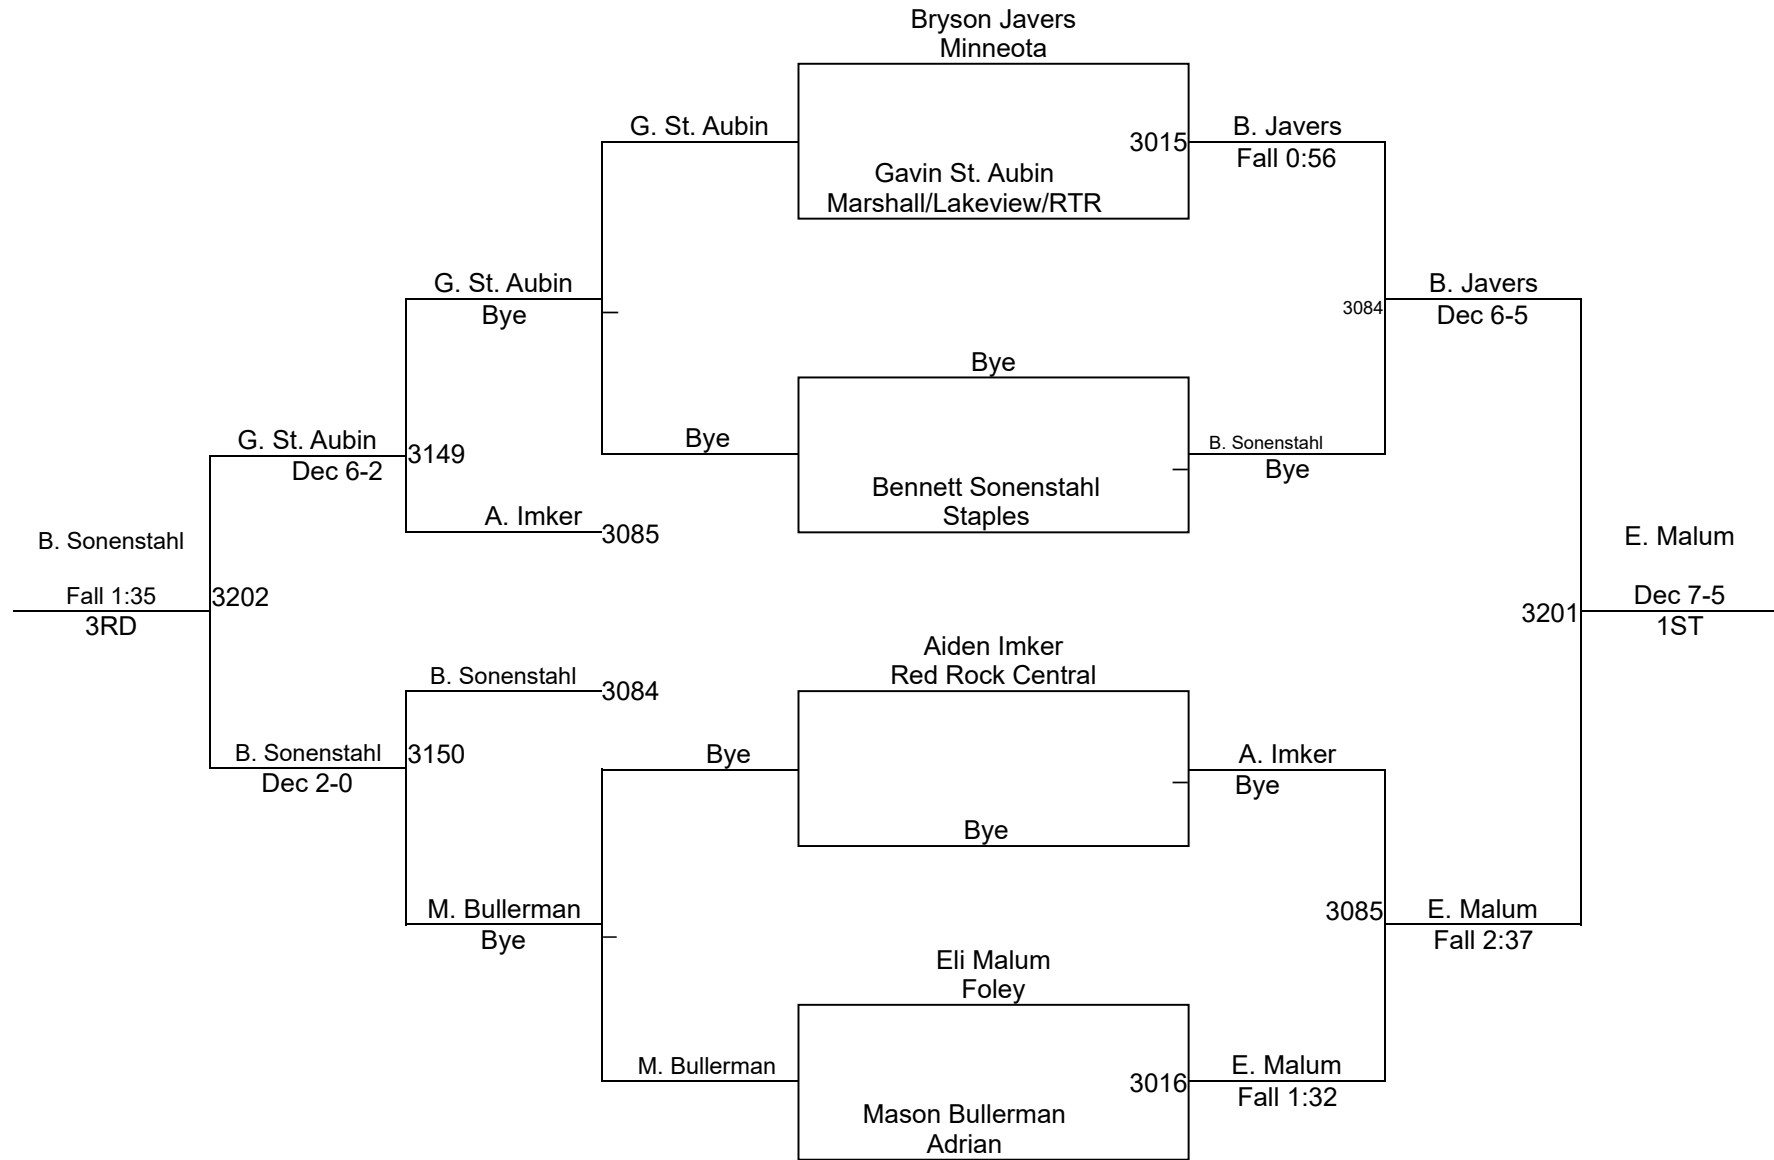 Bryson Javers
Minneota
G. St. Aubin
3015
B. Javers
Fall 0:56
Gavin St. Aubin
Marshall/Lakeview/RTR
G. St. Aubin
Bye
3084
B. Javers
Dec 6-5
Bye
Bye
B. Sonenstahl
Bye
G. St. Aubin
Dec 6-2
3149
Bennett Sonenstahl
Staples
A. Imker
3085
B. Sonenstahl
Fall 1:35
3RD
3202
E. Malum
Dec 7-5
1ST
3201
Aiden Imker
Red Rock Central
B. Sonenstahl
3084
B. Sonenstahl
Dec 2-0
3150
Bye
A. Imker
Bye
Bye
M. Bullerman
Bye
3085
E. Malum
Fall 2:37
Eli Malum
Foley
M. Bullerman
3016
E. Malum
Fall 1:32
Mason Bullerman
Adrian